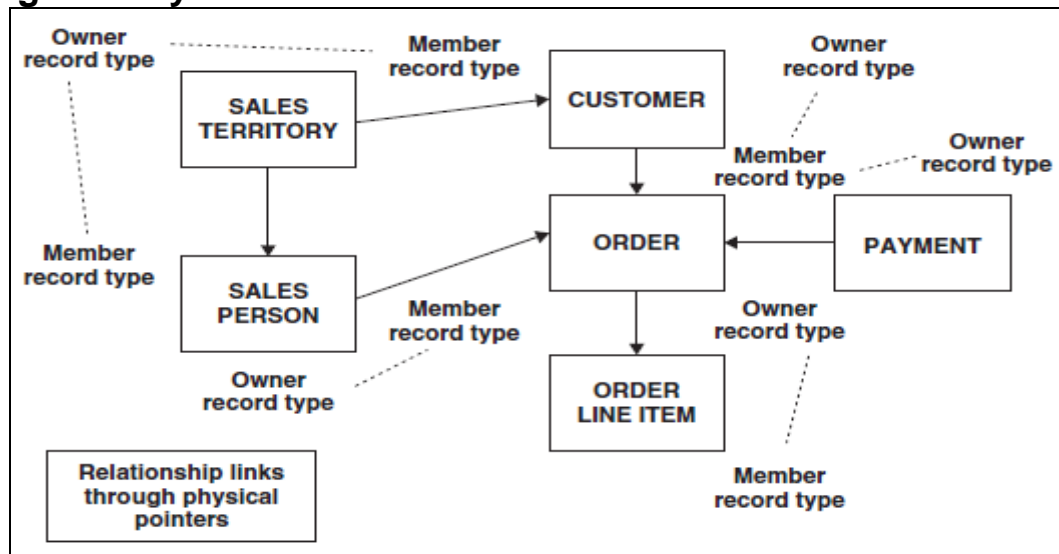 Owner
record type
Member
record type
Owner
record type
SALES
TERRITORY
CUSTOMER
Member
record type
Owner
record type
Member
record type
SALES
PERSON
ORDER
PAYMENT
Member
record type
Owner
record type
Owner
record type
ORDER
LINE ITEM
Member
record type
Relationship links
through physical
pointers